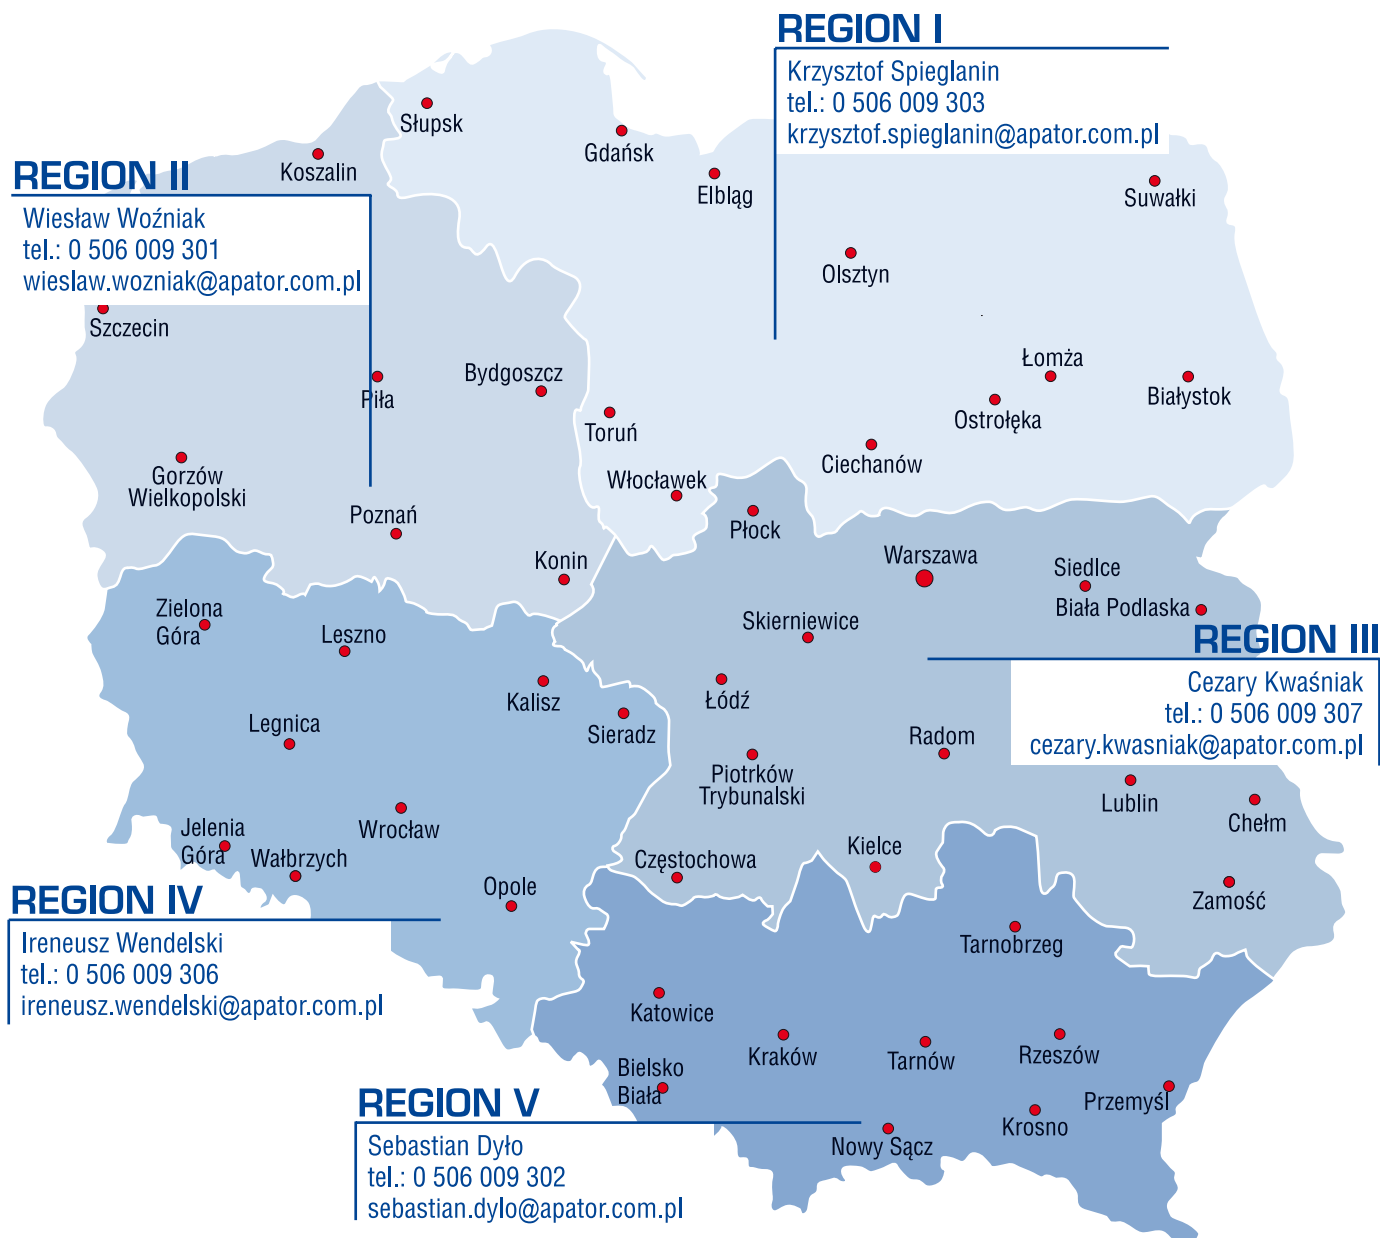 REGION I
Krzysztof Spieglanin
tel.: 0 506 009 303
krzysztof.spieglanin@apator.com.pl
Słupsk
Gdańsk
Koszalin
Elbląg
Suwałki
REGION II
Wiesław Woźniak
tel.: 0 506 009 301
wieslaw.wozniak@apator.com.pl
Olsztyn
Szczecin
Piła
Bydgoszcz
Toruń
Łomża
Ostrołęka
Białystok
Ciechanów
Włocławek
Gorzów
Wielkopolski
Poznań
Płock
Konin
Warszawa
Siedlce
Biała Podlaska
Skierniewice
Zielona
Góra
Leszno
REGION III
Cezary Kwaśniak
tel.: 0 506 009 307
cezary.kwasniak@apator.com.pl
Kalisz
Sieradz
Łódź
Legnica
Radom
Piotrków
Trybunalski
Lublin
Chełm
Wrocław
Jelenia
Góra
Wałbrzych
Częstochowa
Kielce
Opole
Zamość
REGION IV
Ireneusz Wendelski
tel.: 0 506 009 306
ireneusz.wendelski@apator.com.pl
Tarnobrzeg
Katowice
Kraków
Tarnów
Rzeszów
Bielsko
Biała
Przemyśl
Krosno
Nowy Sącz
REGION V
Sebastian Dyło
tel.: 0 506 009 302
sebastian.dylo@apator.com.pl